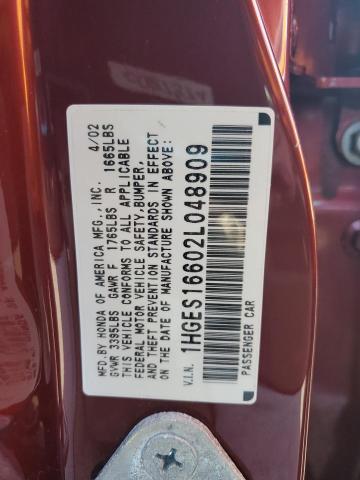 MFD.BY HONDA OF AMERICA MFG.,INC. 4/02
GVWR 3395LBS GAWR F 1765LBS R 1665LBS
THIS VEHICLE CONFORMS TO ALL APPLICABLE
FEDERAL MOTOR VEHICLE SAFETY, BUMPER,
AND THEFT PREVENTION STANDARDS IN EFFECT
ON THE DATE OF MANUFACTURE SHOWN ABOVE:
V.I.N. 1HGES16602L048909
PASSENGER CAR